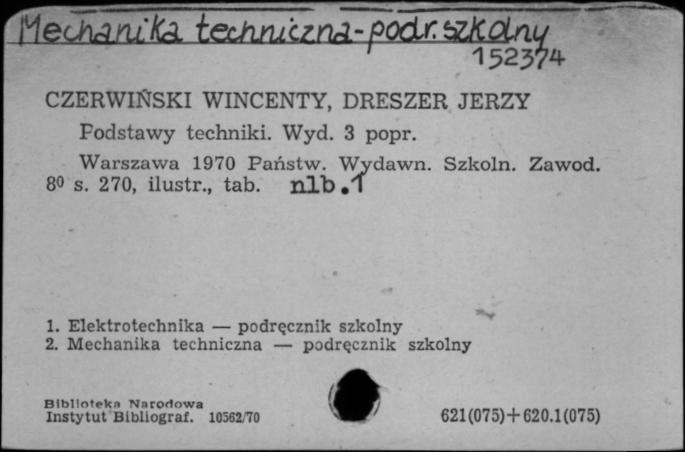 Mechanika techniczna-podr. szkolny
152374
CZERWIŃSKI WINCENTY, DRESZER JERZY
Podstawy techniki. Wyd. 3 popr.
Warszawa 1970 Państw. Wydawn. Szkoln. Zawod.
8⁰ s. 270, ilustr., tab. nlb.1
1. Elektrotechnika — podręcznik szkolny
2. Mechanika techniczna — podręcznik szkolny
Biblioteka Narodowa
Instytut Bibliograf. 10562/70
621(075)+620.1(075)